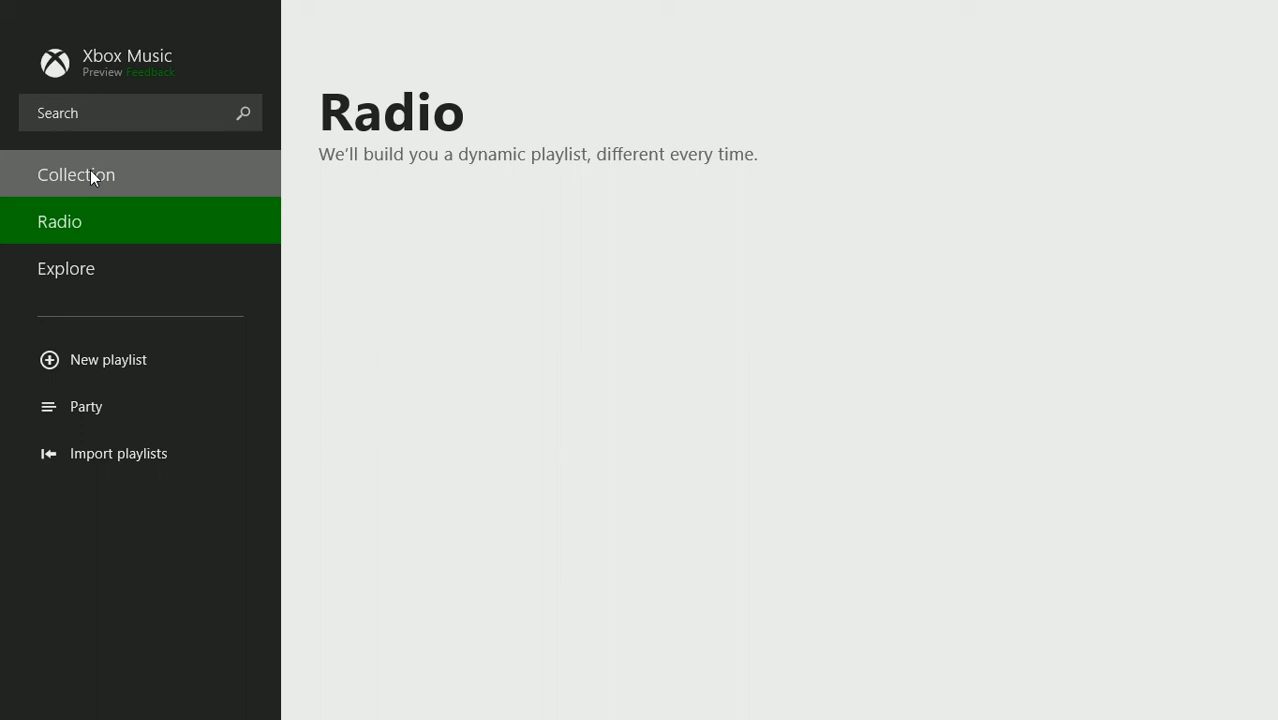 Xbox Music
Preview Feedback
Search
Collection
Radio
Explore
New playlist
Party
Import playlists
Radio
We'll build you a dynamic playlist, different every time.